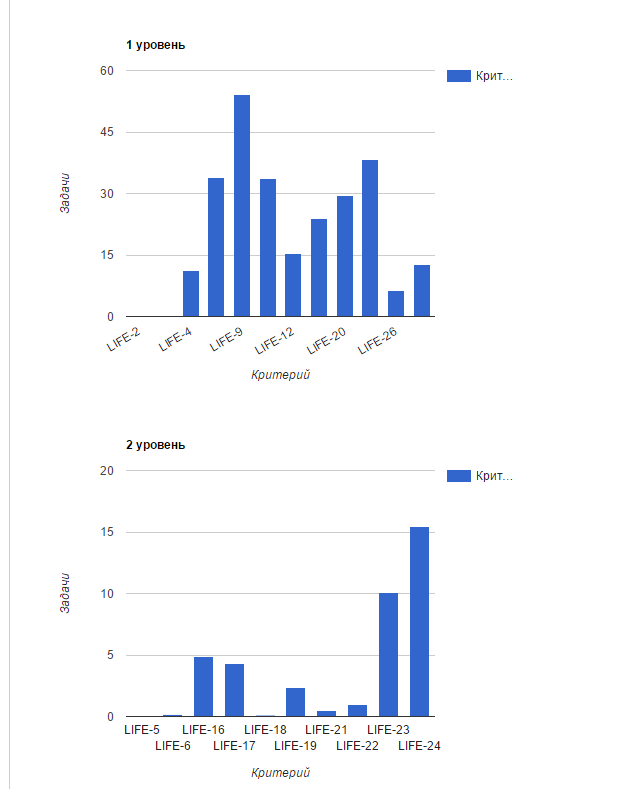 1 уровень
60
45
30
15
0
Задачи
LIFE-2 LIFE-4 LIFE-9 LIFE-12 LIFE-20 LIFE-26
Критерий
Крит...
2 уровень
20
15
10
5
0
Задачи
LIFE-5 LIFE-16 LIFE-18 LIFE-21 LIFE-23
LIFE-6 LIFE-17 LIFE-19 LIFE-22 LIFE-24
Критерий
Крит...